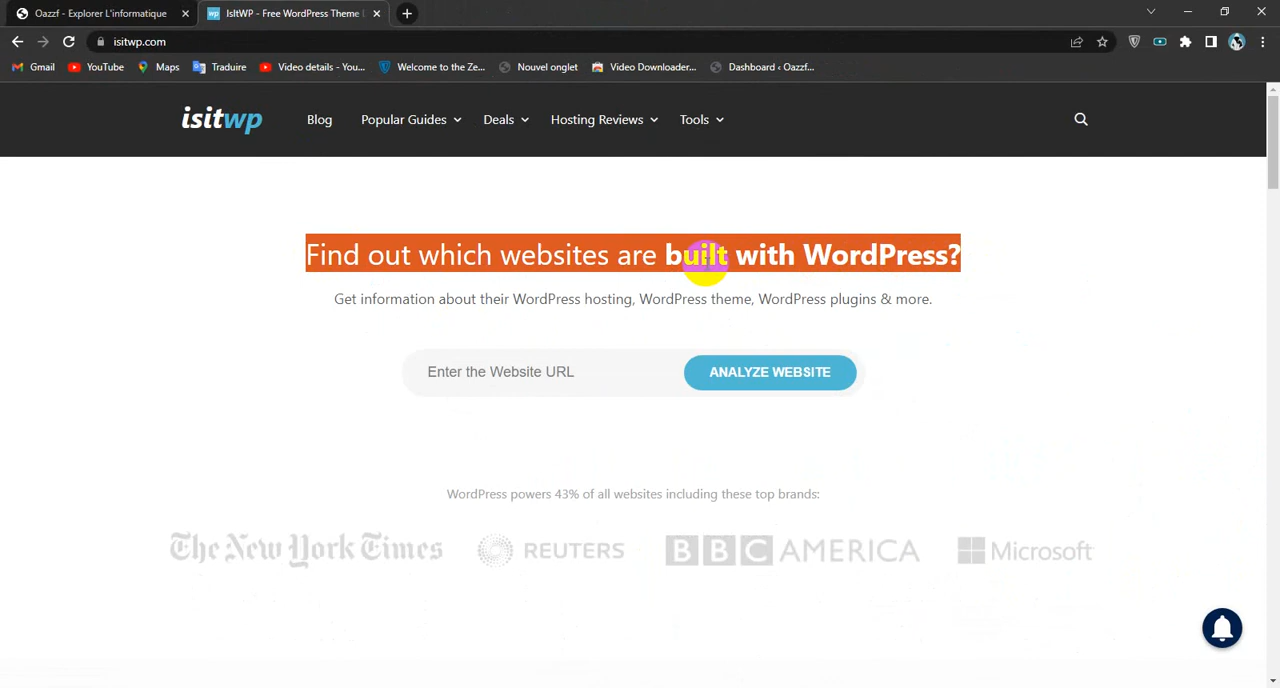 Oazzf - Explorer L'informatique
IsItWP - Free WordPress Theme
isitwp.com
Gmail YouTube Maps Traduire Video details - You... Welcome to the Ze... Nouvel onglet Video Downloader... Dashboard ‹ Oazzf...
isitwp Blog Popular Guides Deals Hosting Reviews Tools
Find out which websites are built with WordPress?
Get information about their WordPress hosting, WordPress theme, WordPress plugins & more.
Enter the Website URL ANALYZE WEBSITE
WordPress powers 43% of all websites including these top brands:
The New York Times REUTERS BBC AMERICA Microsoft